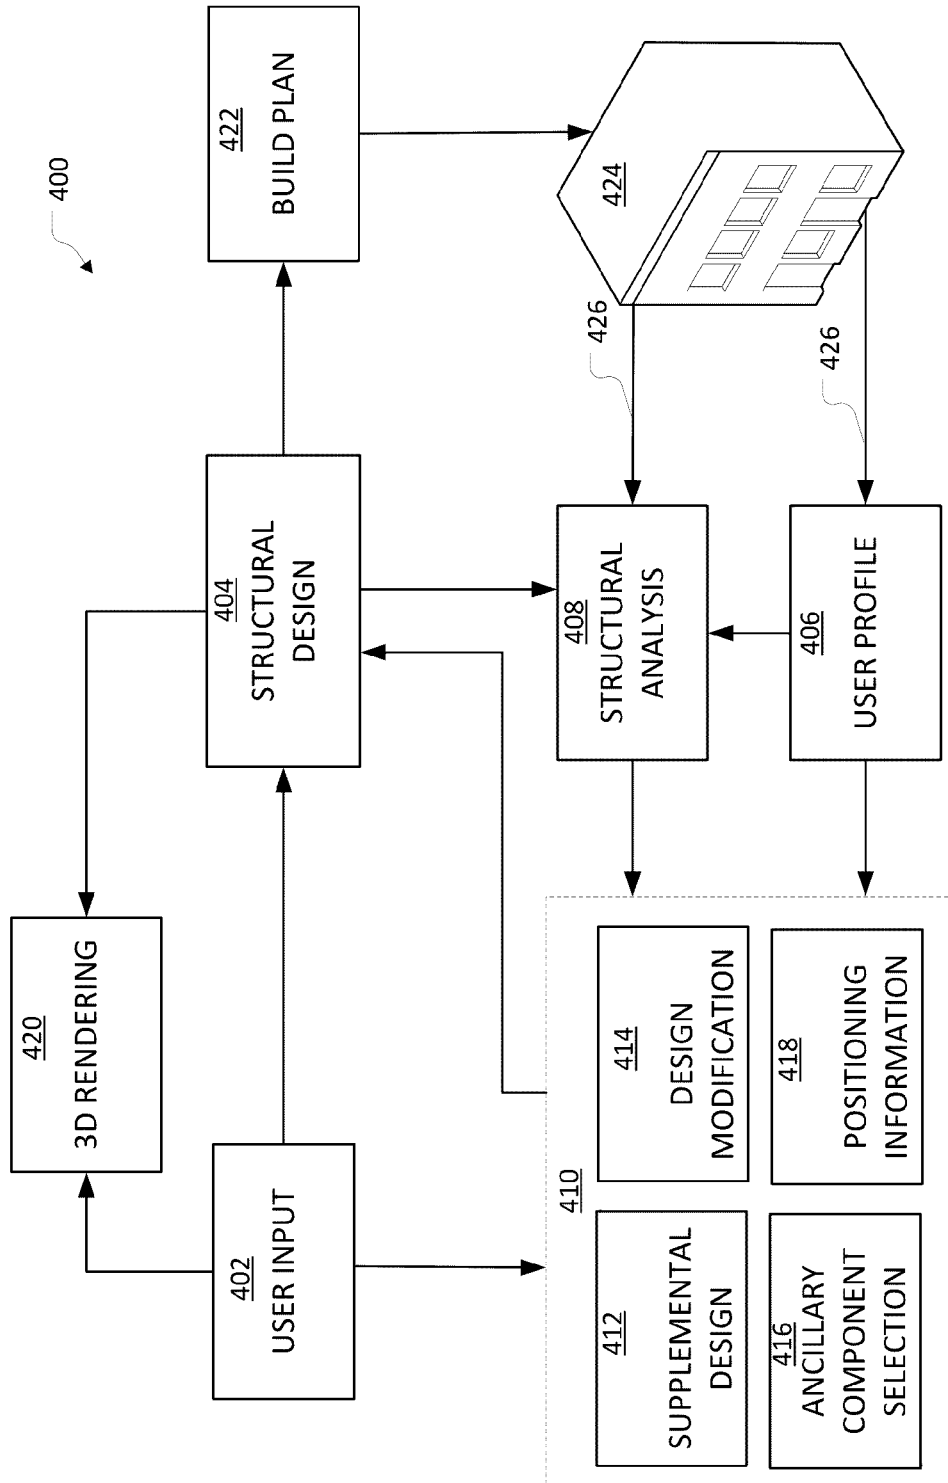 400
420
3D RENDERING
402
USER INPUT
404
STRUCTURAL
DESIGN
422
BUILD PLAN
410
412
SUPPLEMENTAL
DESIGN
414
DESIGN
MODIFICATION
416
ANCILLARY
COMPONENT
SELECTION
418
POSITIONING
INFORMATION
408
STRUCTURAL
ANALYSIS
406
USER PROFILE
426
426
424